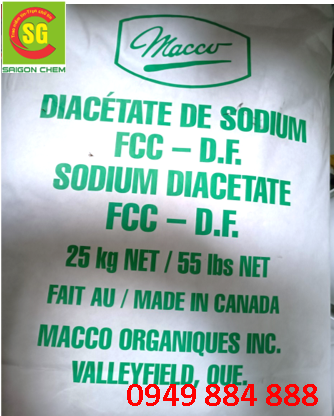 SG
SAIGON CHEM
Macco
DIACÉTATE DE SODIUM
FCC – D.F.
SODIUM DIACETATE
FCC – D.F.
25 kg NET / 55 lbs NET
FAIT AU / MADE IN CANADA
MACCO ORGANIQUES INC.
VALLEYFIELD, QUE.
0949 884 888